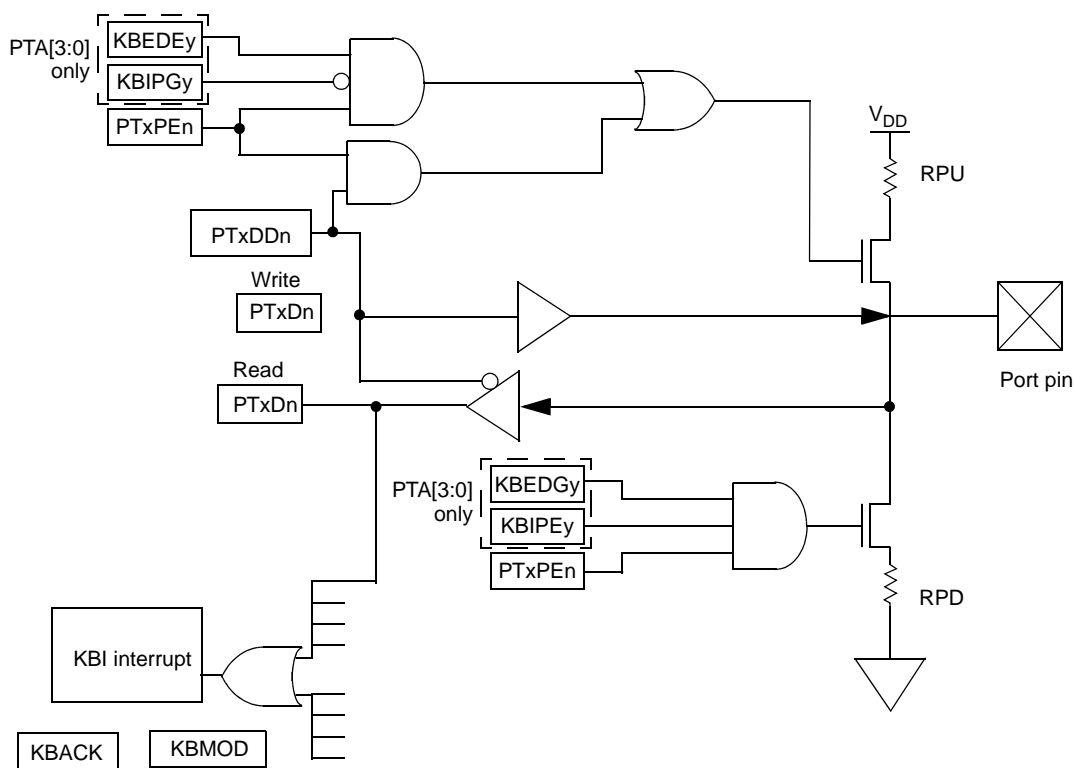 PTA[3:0]
only
KBEDEy
KBIPGy
PTxPEn
VDD
RPU
PTxDDn
Write
PTxDn
Read
PTxDn
Port pin
PTA[3:0]
only
KBEDGy
KBIPEy
PTxPEn
RPD
KBI interrupt
KBACK
KBMOD